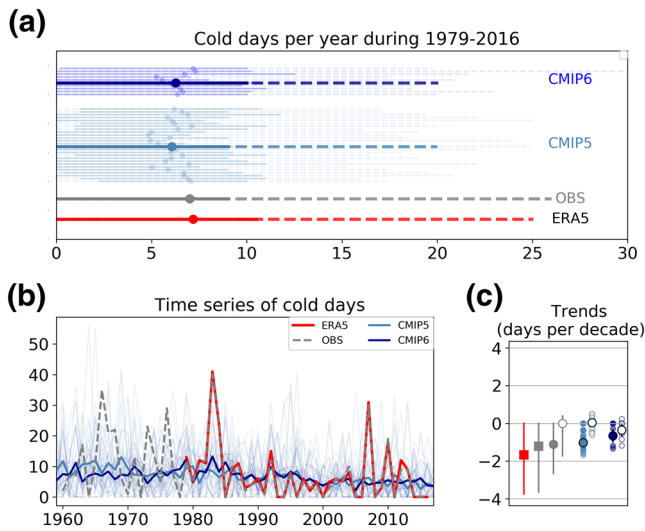 (a)
Cold days per year during 1979-2016
CMIP6
CMIP5
OBS
ERA5
0 5 10 15 20 25 30
(b)
Time series of cold days
ERA5 CMIP5
OBS CMIP6
50
40
30
20
10
0
1960 1970 1980 1990 2000 2010
(c)
Trends
(days per decade)
4
2
0
−2
−4